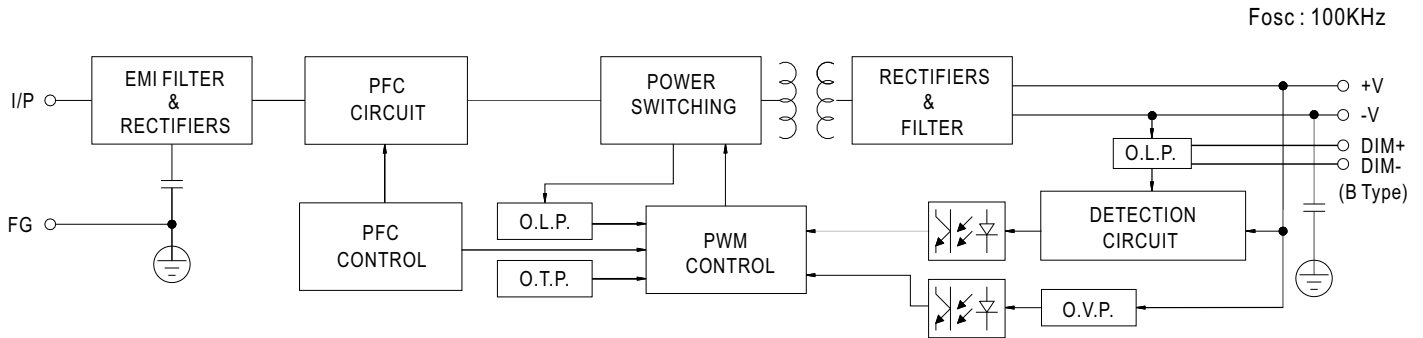 Fosc : 100KHz
I/P
EMI FILTER
&
RECTIFIERS
PFC
CIRCUIT
POWER
SWITCHING
RECTIFIERS
&
FILTER
+V
-V
DIM+
DIM-
(B Type)
O.L.P.
FG
PFC
CONTROL
O.L.P.
O.T.P.
PWM
CONTROL
DETECTION
CIRCUIT
O.V.P.